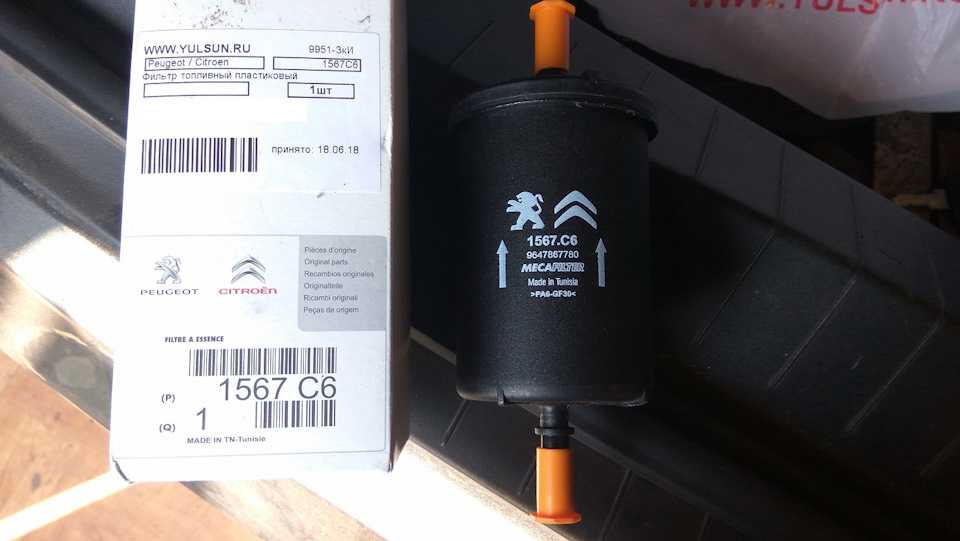 WWW.YULSUN.RU
9951-3кИ
Peugeot / Citroen
1567C6
Фильтр топливный пластиковый
1шт
принято: 18.06.18
PEUGEOT
CITROËN
Pièces d'origine
Original parts
Recambios originales
Originalteile
Ricambi originali
Peças de origem
FILTRE A ESSENCE
(P) 1567 C6
(Q) 1
MADE IN TN-Tunisie
1567.C6
9647867780
MECAFILTER
Made in Tunisia
>PA6-GF30<